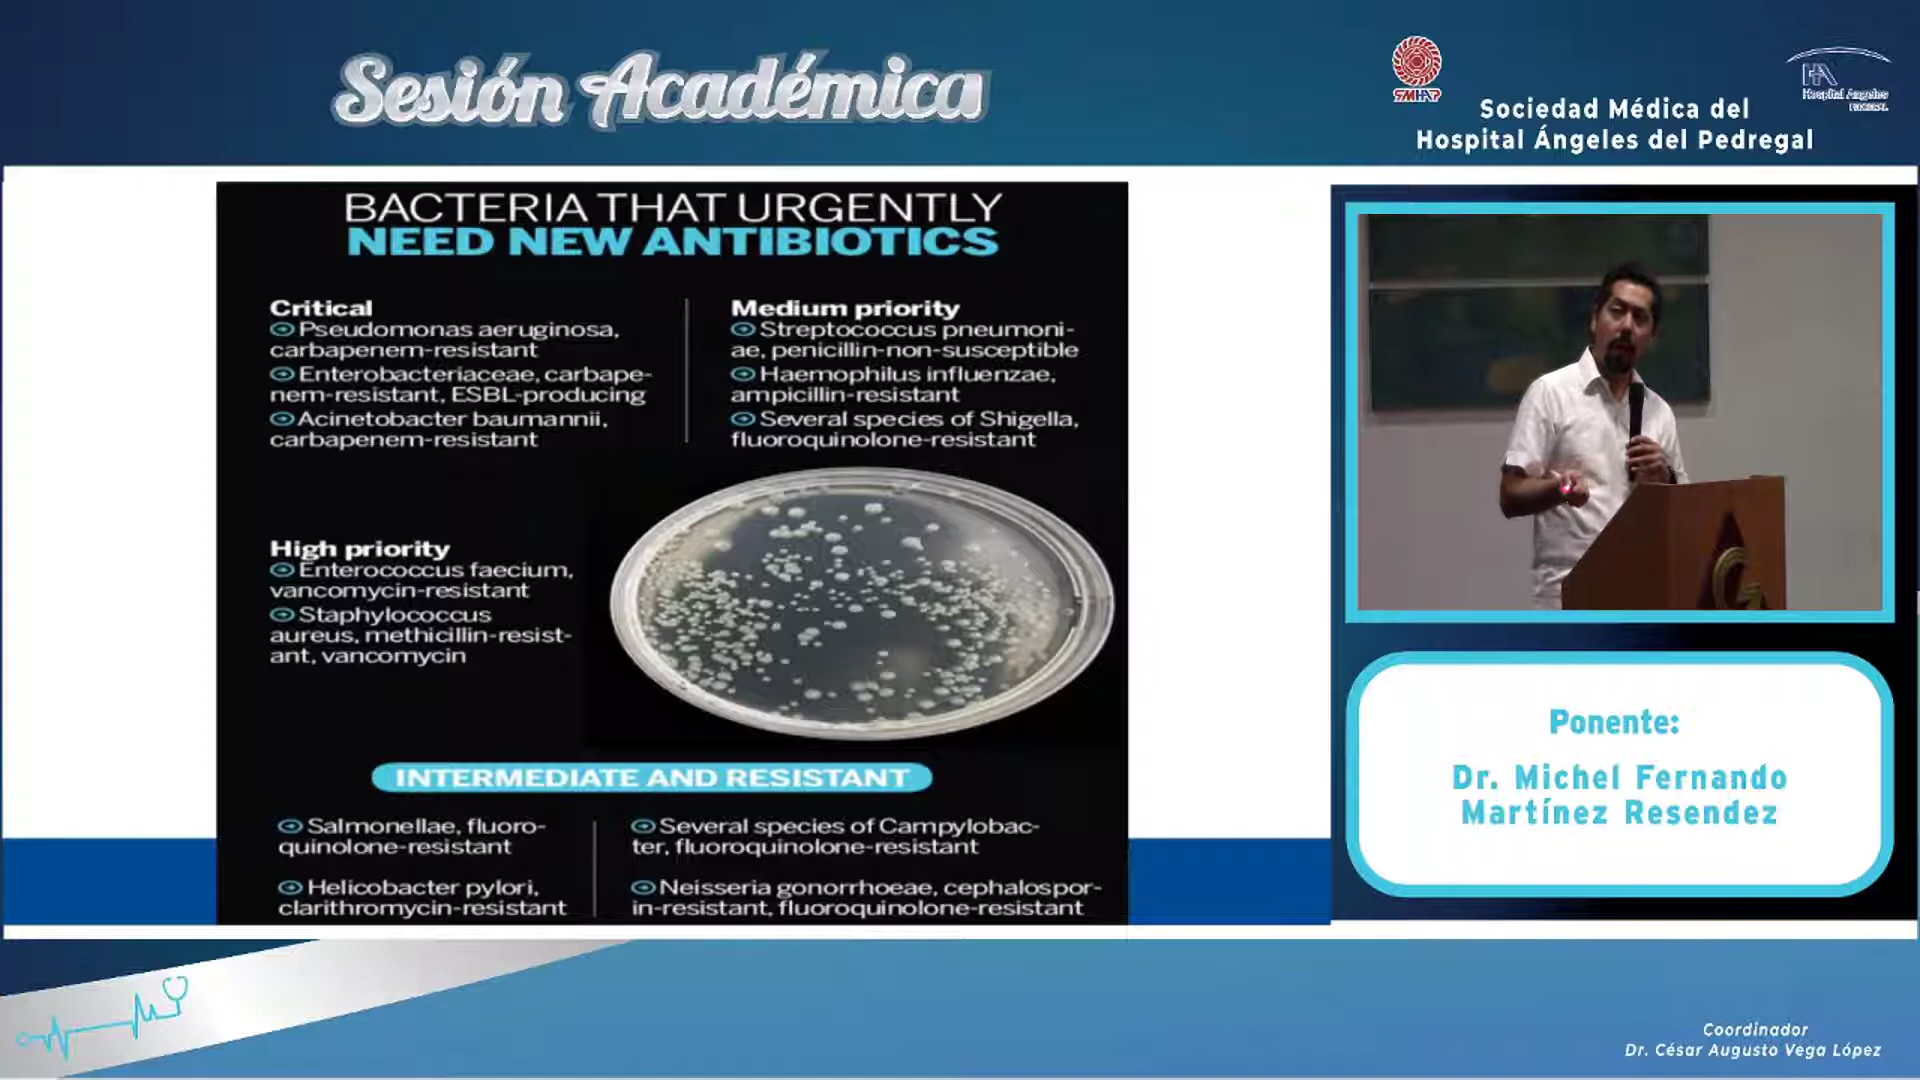 Sesión Académica
SMHAP
Sociedad Médica del
Hospital Ángeles del Pedregal
Hospital Angeles
PEDREGAL
BACTERIA THAT URGENTLY
NEED NEW ANTIBIOTICS
Critical
Pseudomonas aeruginosa,
carbapenem-resistant
Enterobacteriaceae, carbape-
nem-resistant, ESBL-producing
Acinetobacter baumannii,
carbapenem-resistant
Medium priority
Streptococcus pneumoni-
ae, penicillin-non-susceptible
Haemophilus influenzae,
ampicillin-resistant
Several species of Shigella,
fluoroquinolone-resistant
High priority
Enterococcus faecium,
vancomycin-resistant
Staphylococcus
aureus, methicillin-resist-
ant, vancomycin
INTERMEDIATE AND RESISTANT
Salmonellae, fluoro-
quinolone-resistant
Helicobacter pylori,
clarithromycin-resistant
Several species of Campylobac-
ter, fluoroquinolone-resistant
Neisseria gonorrhoeae, cephalospor-
in-resistant, fluoroquinolone-resistant
Ponente:
Dr. Michel Fernando
Martínez Resendez
Coordinador
Dr. César Augusto Vega López